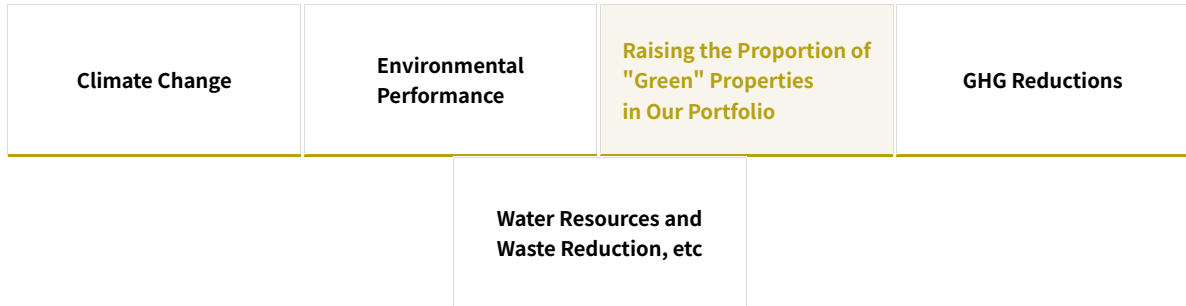 Climate Change
Environmental
Performance
Raising the Proportion of
"Green" Properties
in Our Portfolio
GHG Reductions
Water Resources and
Waste Reduction, etc